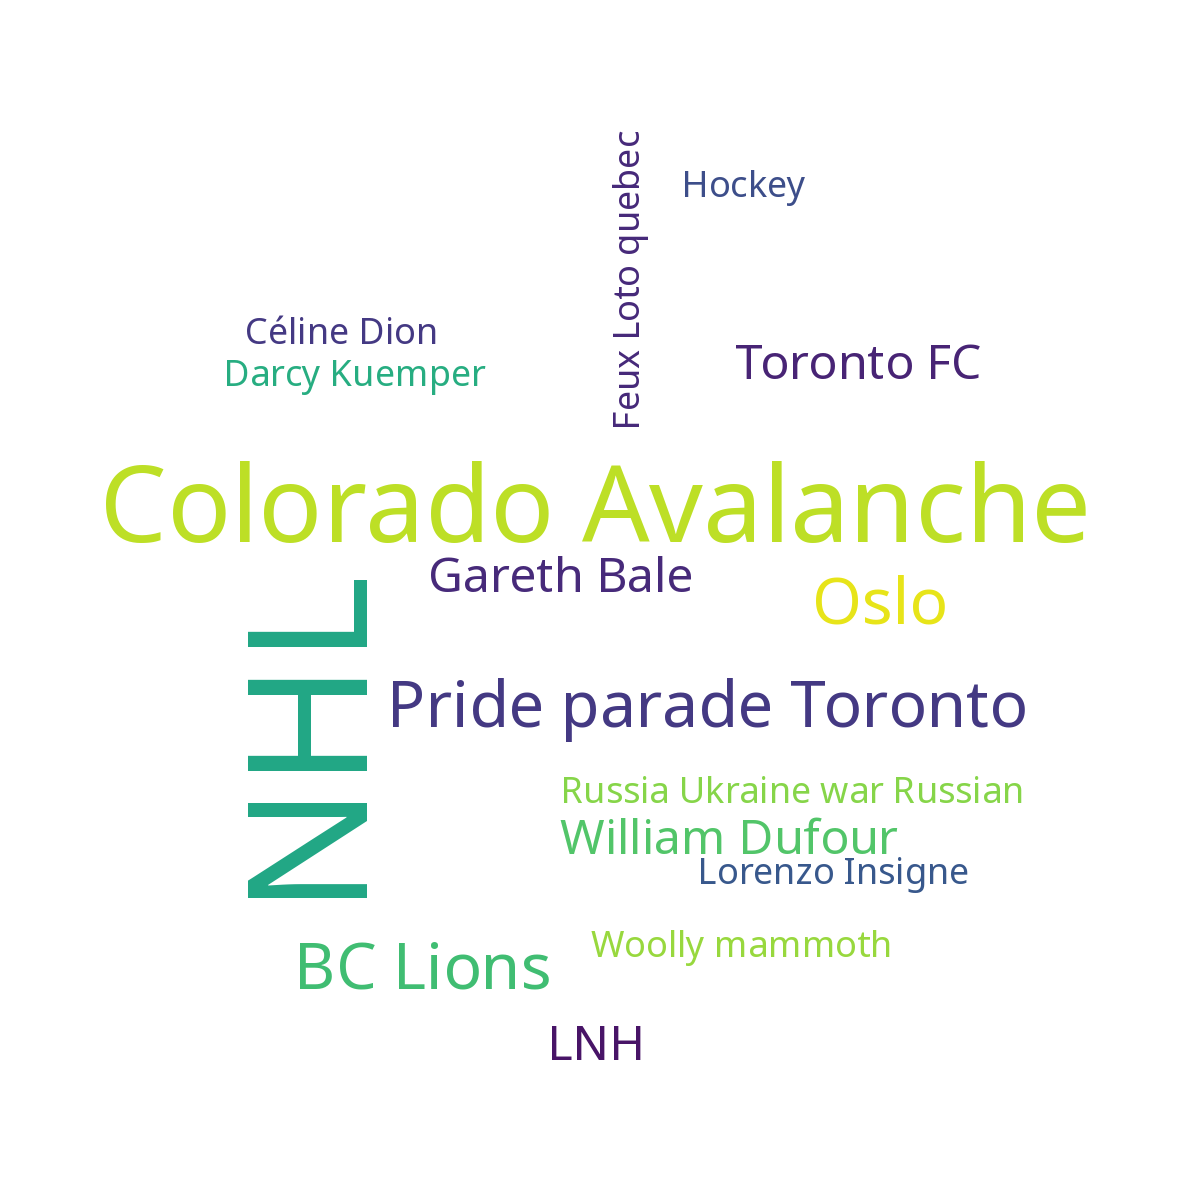 Feux Loto quebec
Hockey
Céline Dion
Darcy Kuemper
Toronto FC
Colorado Avalanche
Gareth Bale
Oslo
NHL
Pride parade Toronto
Russia Ukraine war Russian
William Dufour
Lorenzo Insigne
Woolly mammoth
BC Lions
LNH